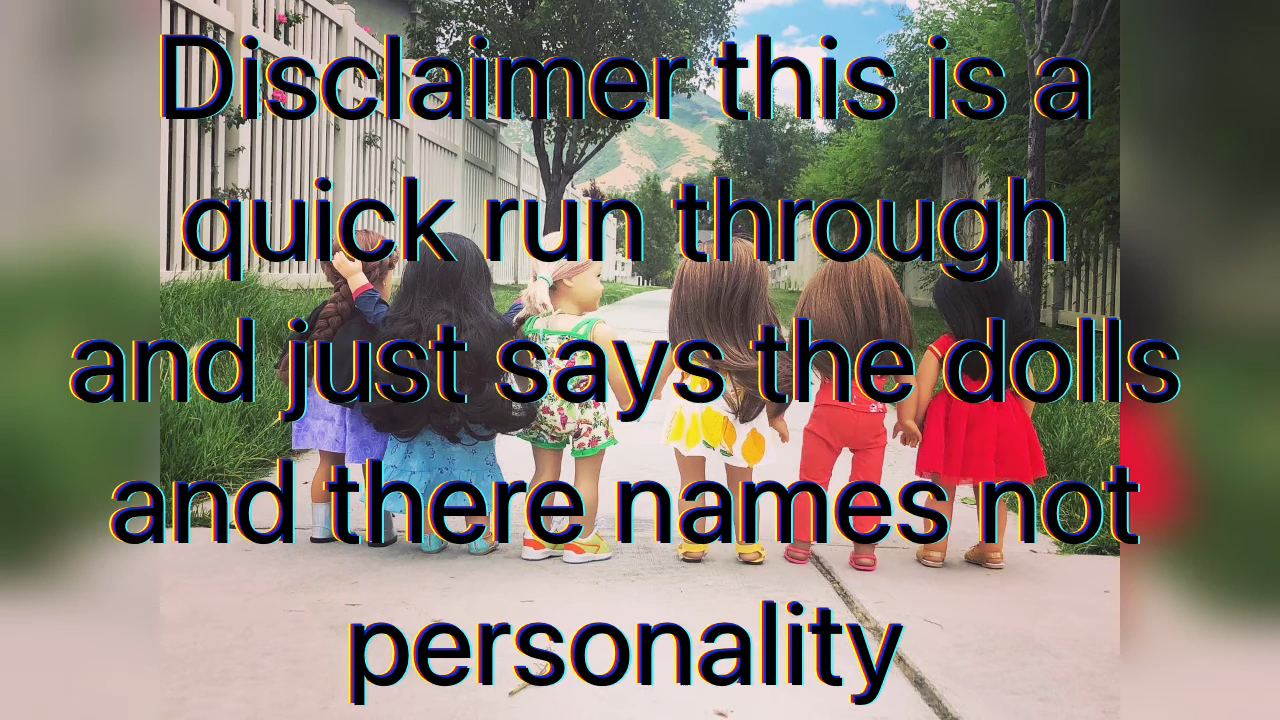 Disclaimer this is a
quick run through
and just says the dolls
and there names not
personality